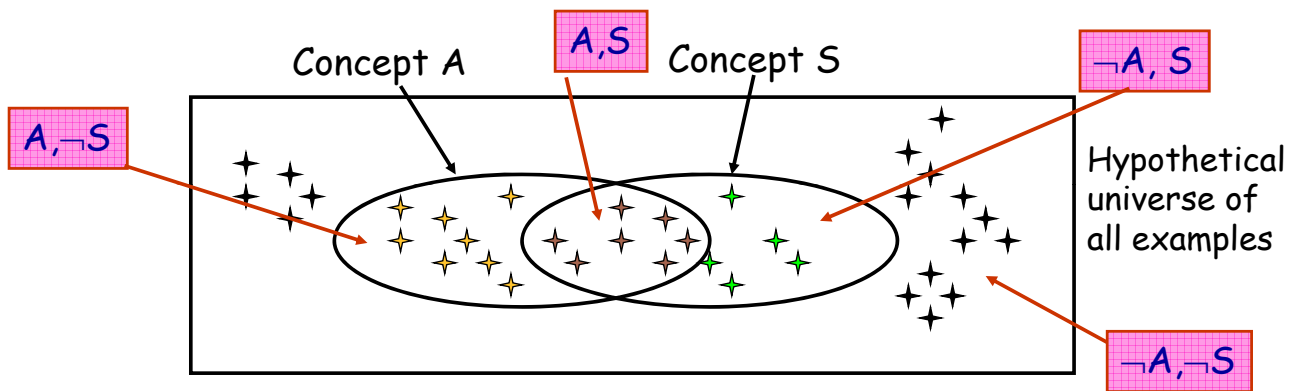 A,S
Concept A
Concept S
¬A, S
A,¬S
Hypothetical
universe of
all examples
¬A,¬S